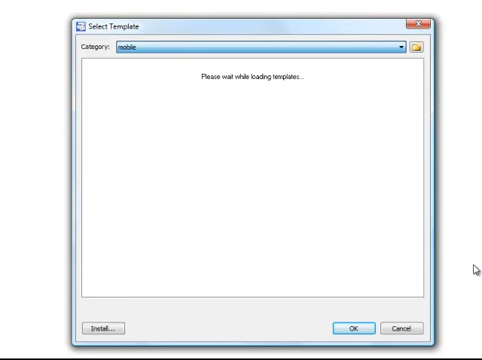 Select Template
Category: mobile
Please wait while loading templates...
Install... OK Cancel